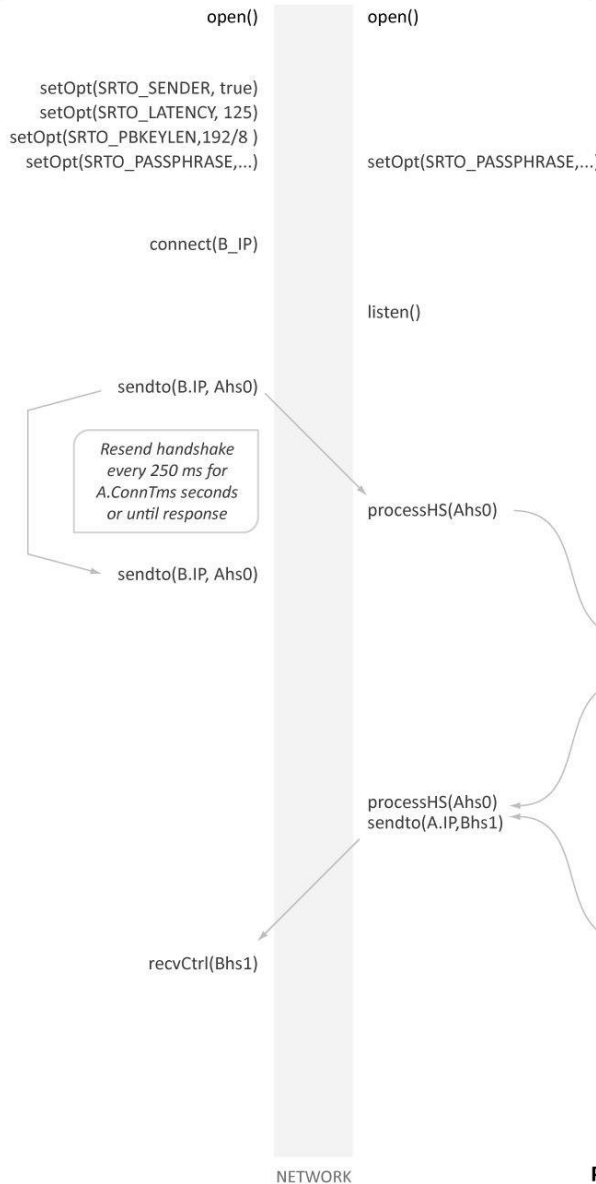 open()
open()
setOpt(SRTO_SENDER, true)
setOpt(SRTO_LATENCY, 125)
setOpt(SRTO_PBKEYLEN,192/8 )
setOpt(SRTO_PASSPHRASE,...)
setOpt(SRTO_PASSPHRASE,...)
connect(B_IP)
listen()
sendto(B.IP, Ahs0)
Resend handshake
every 250 ms for
A.ConnTms seconds
or until response
processHS(Ahs0)
sendto(B.IP, Ahs0)
processHS(Ahs0)
sendto(A.IP,Bhs1)
recvCtrl(Bhs1)
NETWORK